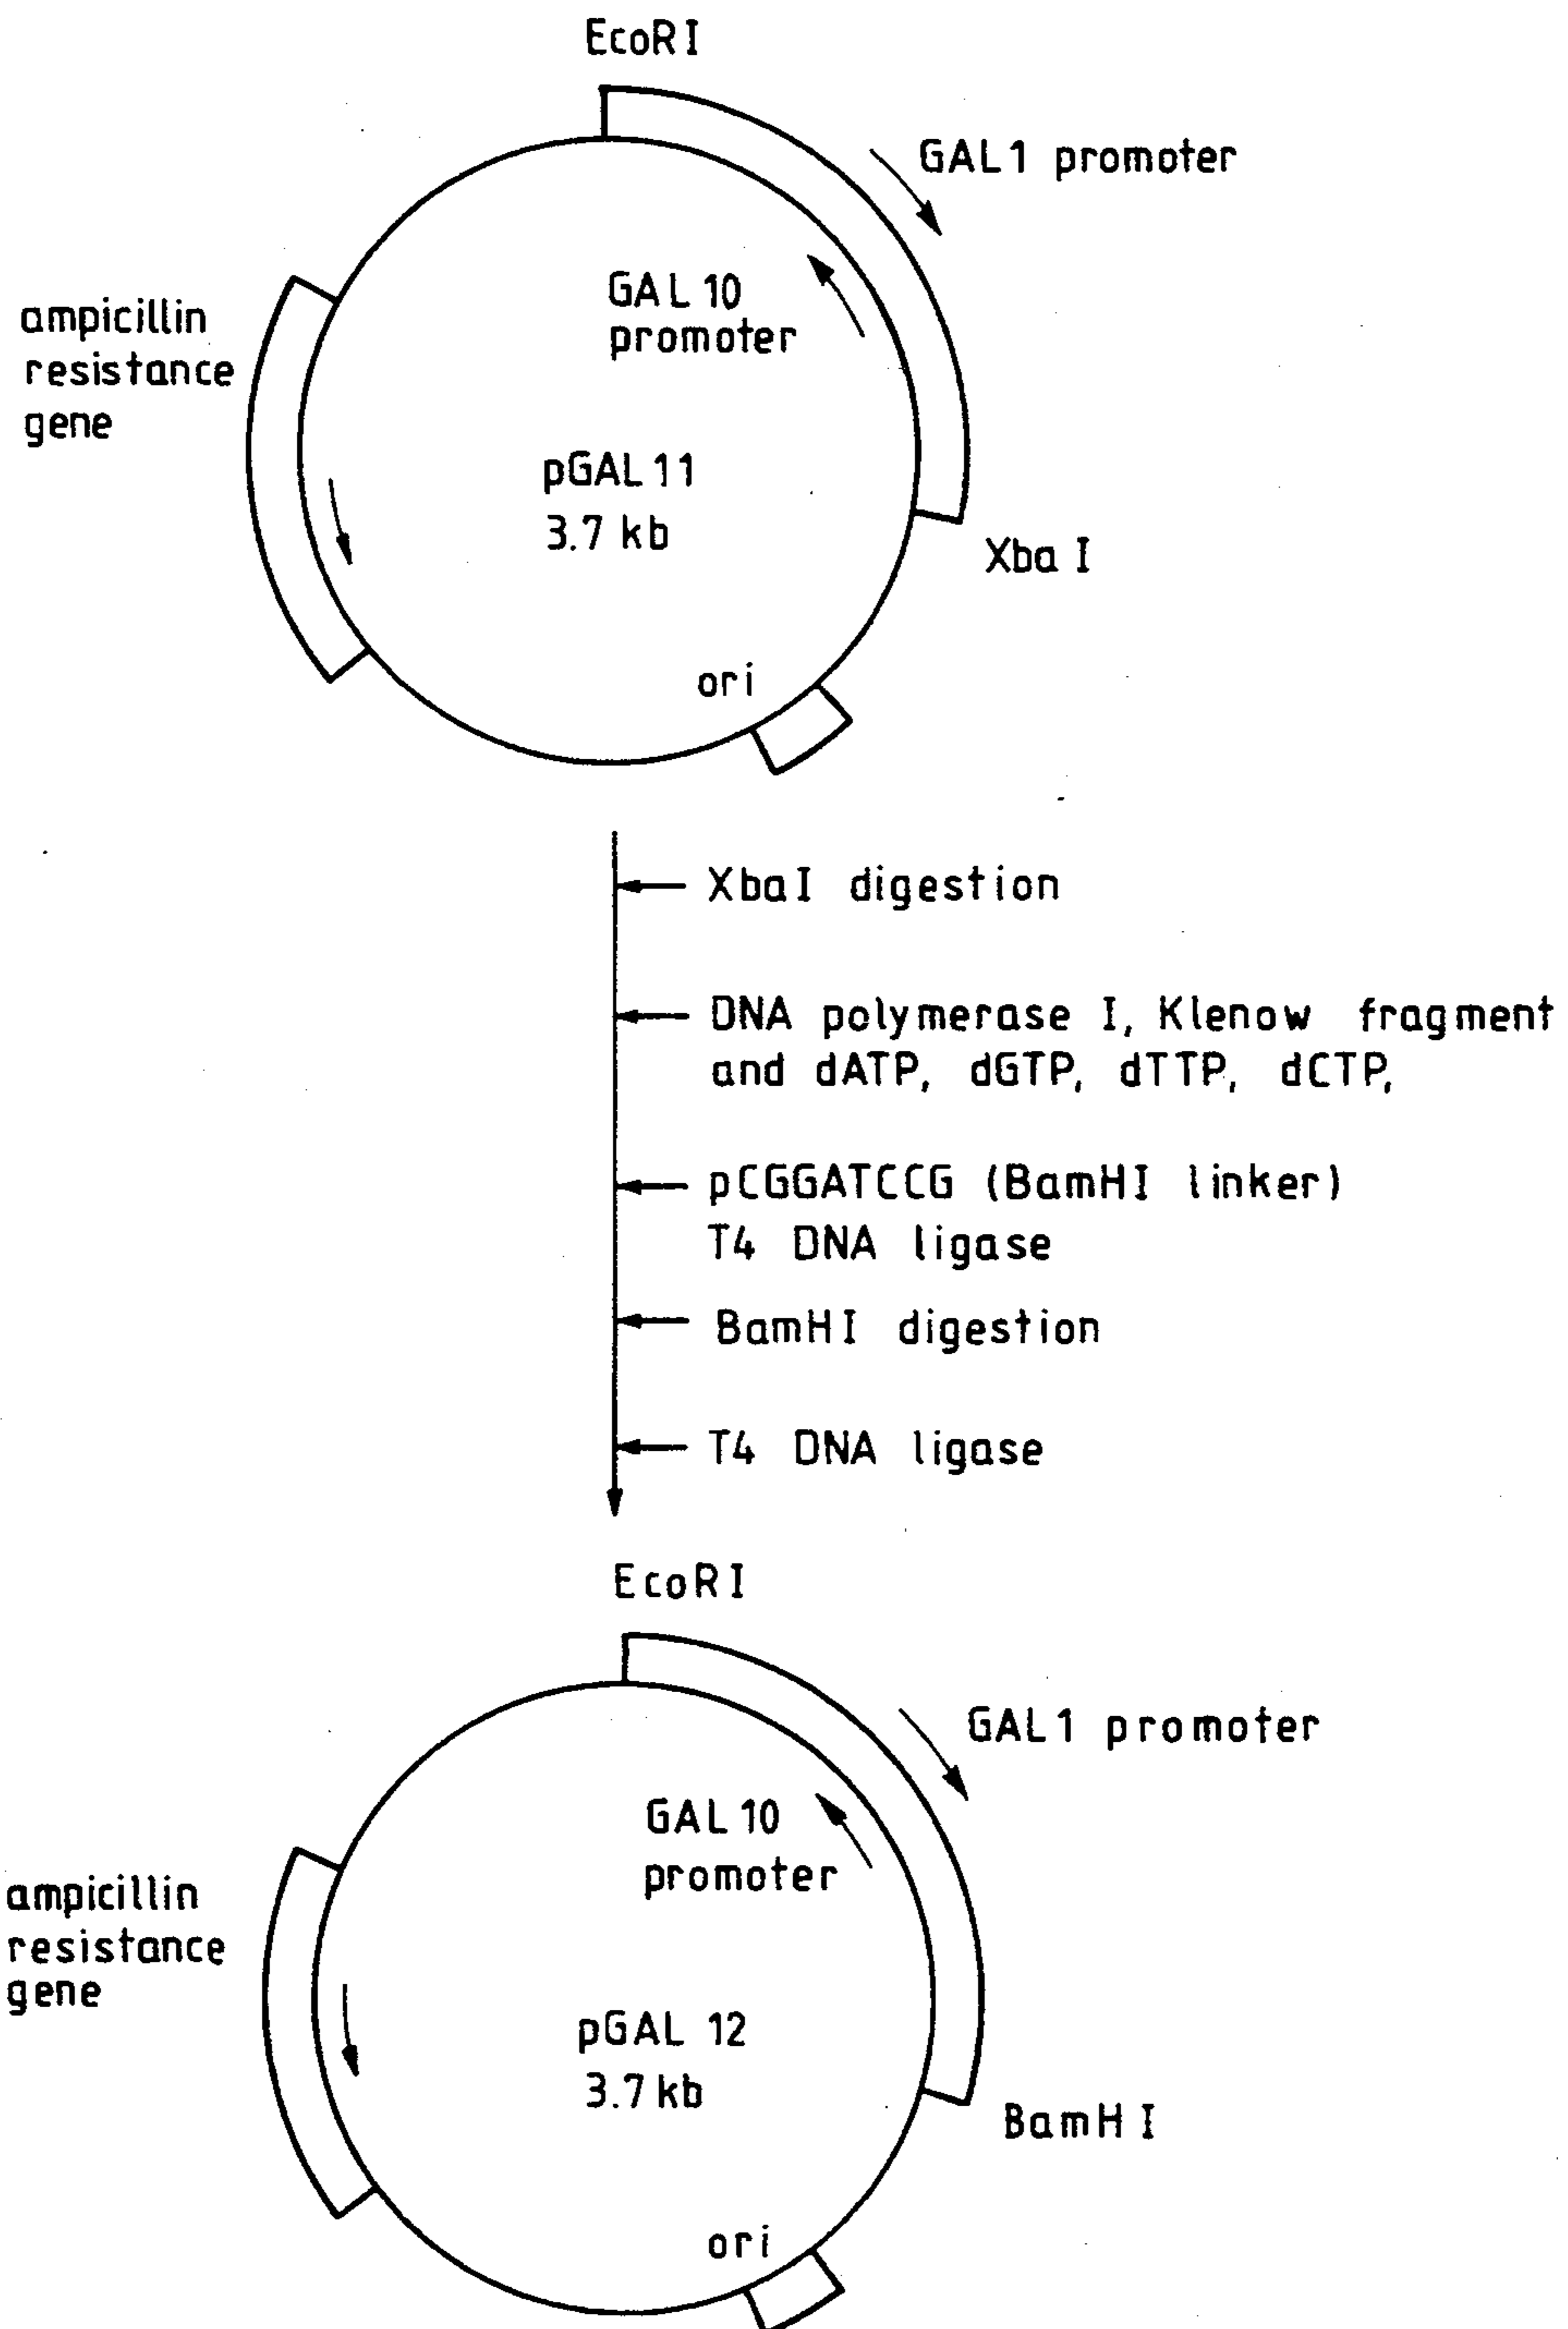 EcoRI
GAL1 promoter
GAL 10
promoter
ampicillin
resistance
gene
pGAL 11
3.7 kb
Xba I
ori
XbaI digestion
DNA polymerase I, Klenow fragment
and dATP, dGTP, dTTP, dCTP,
pCGGATCCG (BamHI linker)
T4 DNA ligase
BamHI digestion
T4 DNA ligase
EcoRI
GAL1 promoter
GAL 10
promoter
ampicillin
resistance
gene
pGAL 12
3.7 kb
BamH I
ori